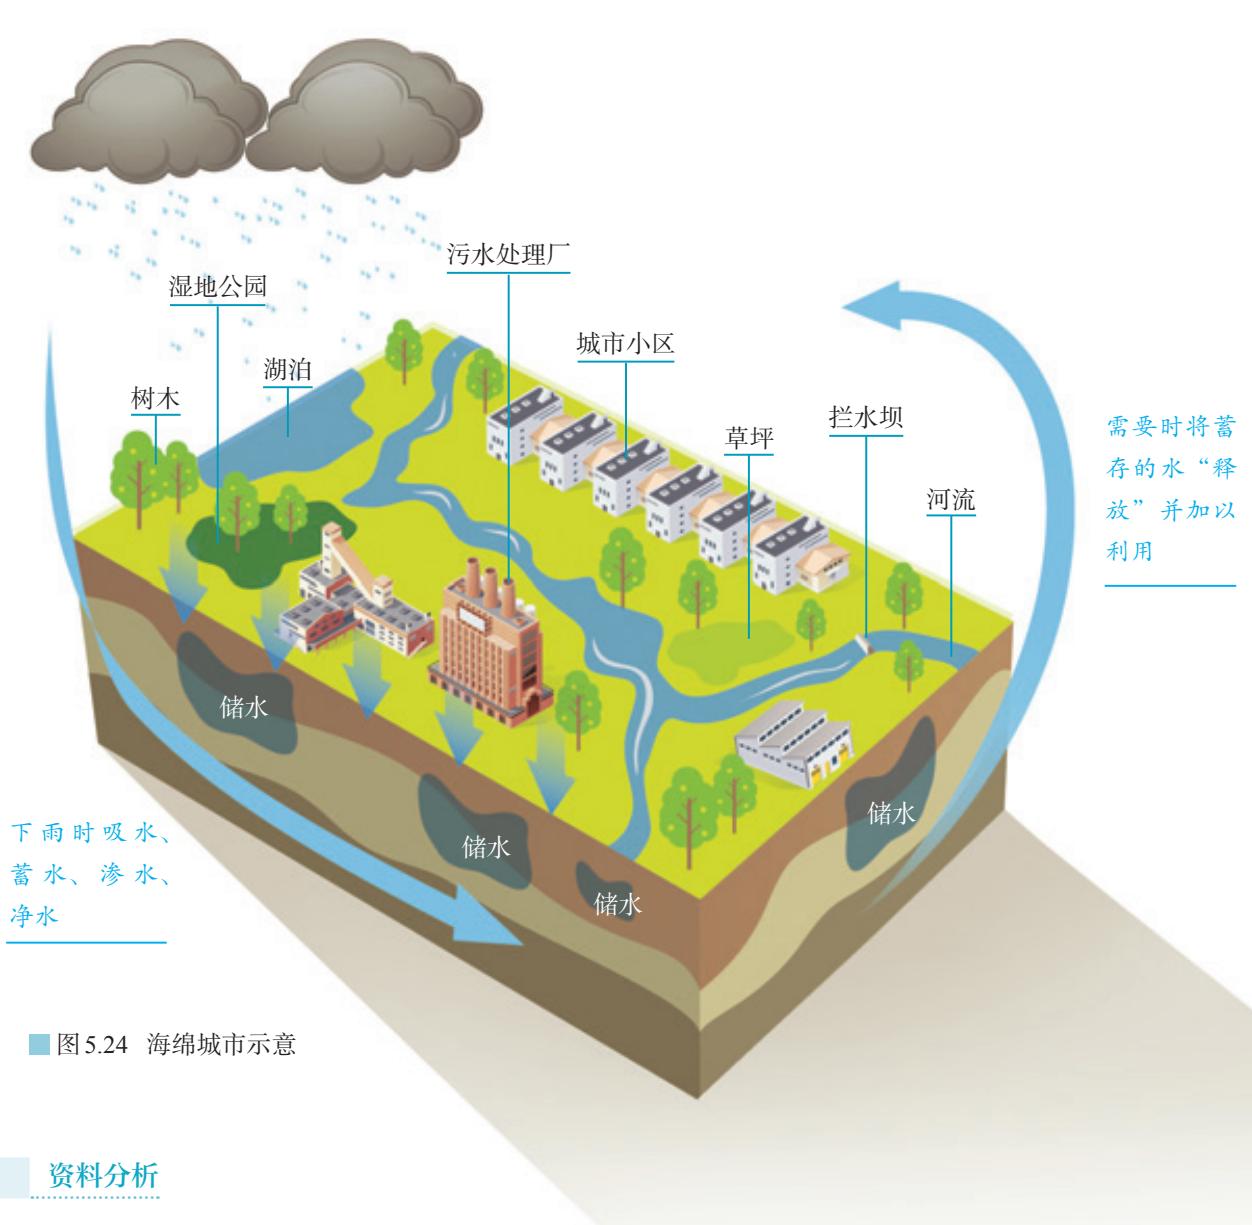 污水处理厂
湿地公园
城市小区
湖泊
树木
拦水坝
草坪
河流
需要时将蓄
存的水“释
放”并加以
利用
储水
储水
储水
储水
下雨时吸水、
蓄水、渗水、
净水
图5.24 海绵城市示意
资料分析